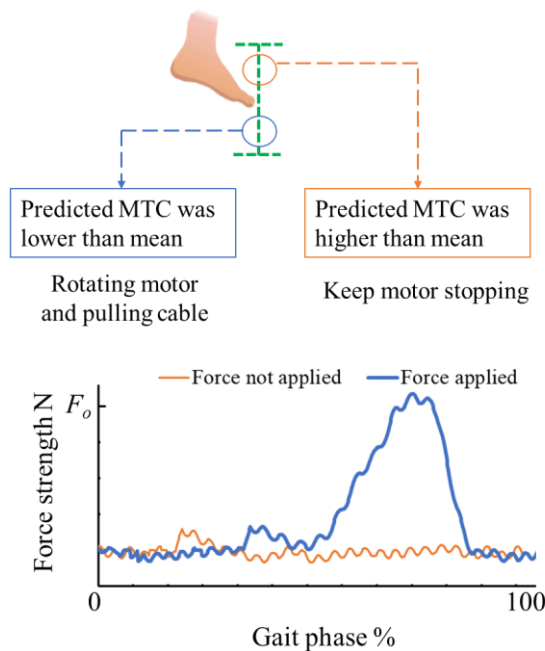 Predicted MTC was
lower than mean
Predicted MTC was
higher than mean
Rotating motor
and pulling cable
Keep motor stopping
Force not applied
Force applied
Fo
Force strength N
0
100
Gait phase %